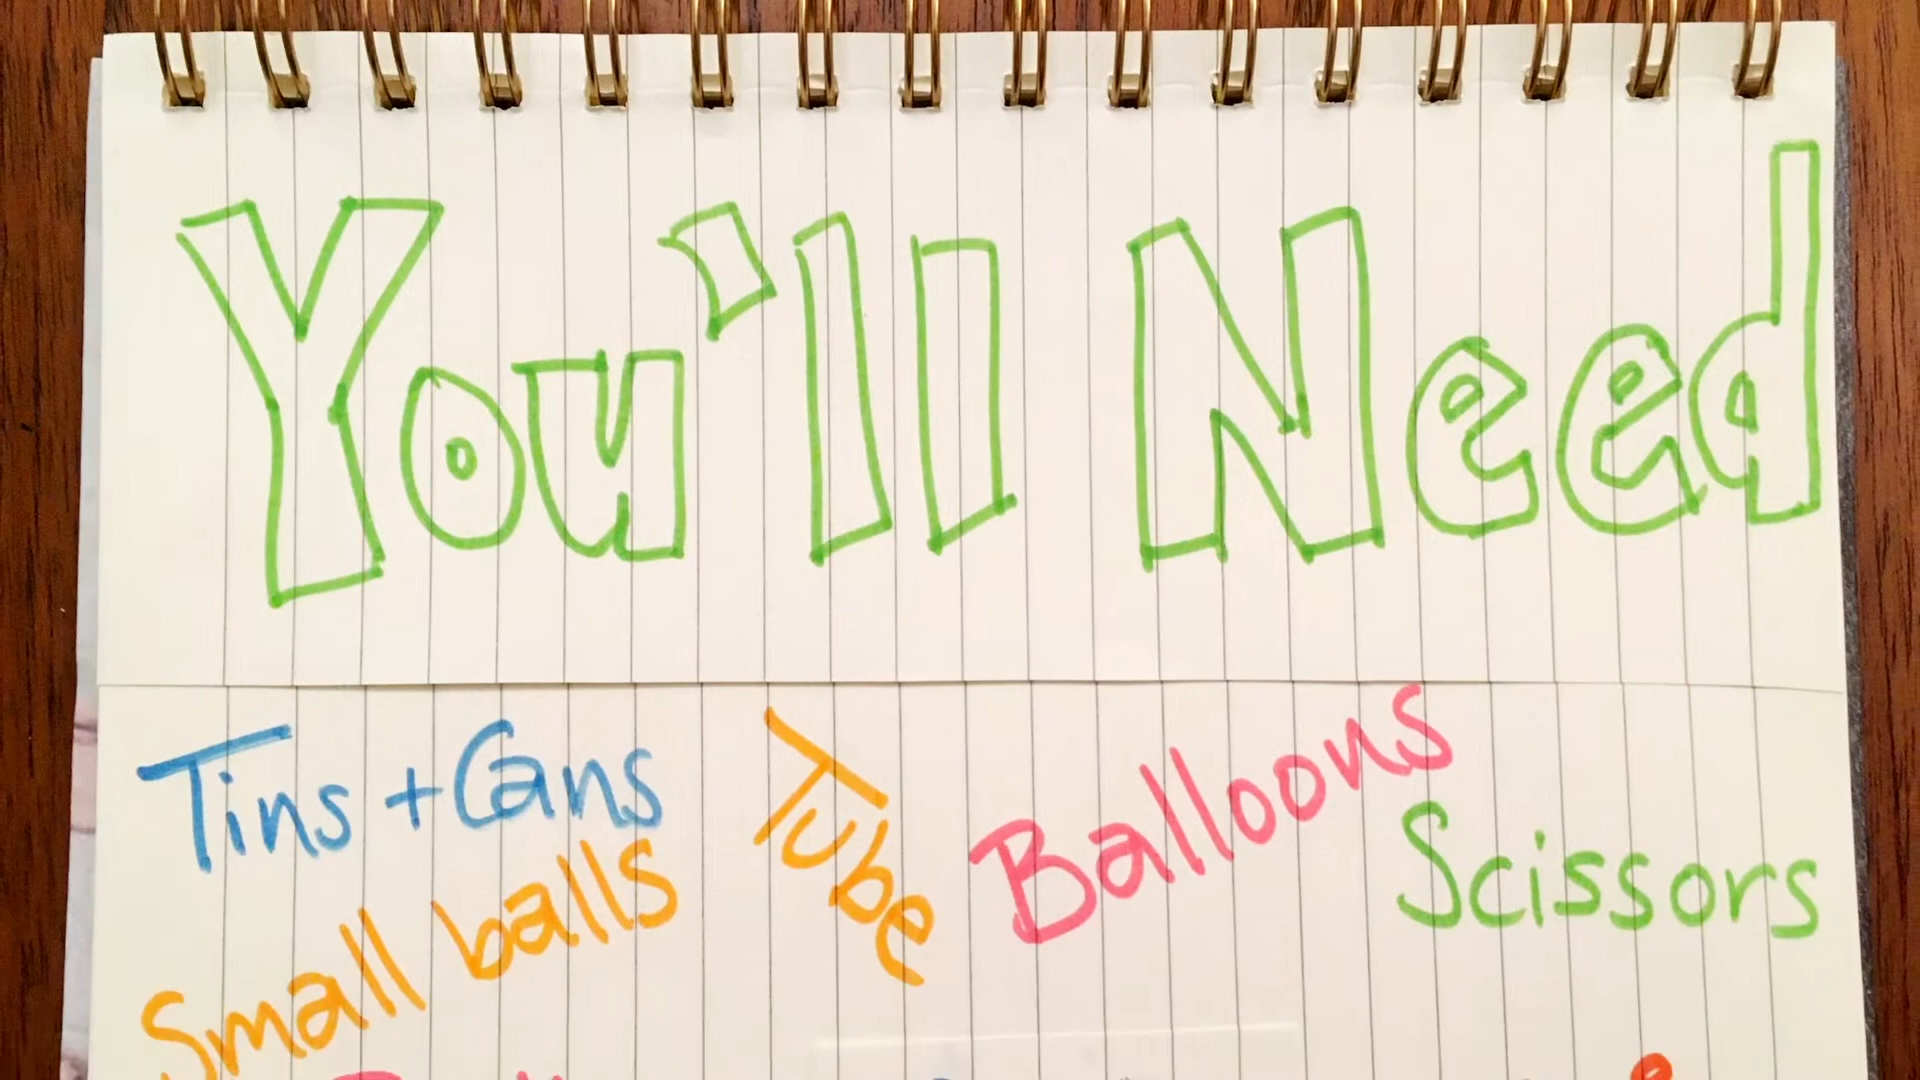 You'll Need
Tins + Cans
Tube
Balloons
Scissors
Small balls